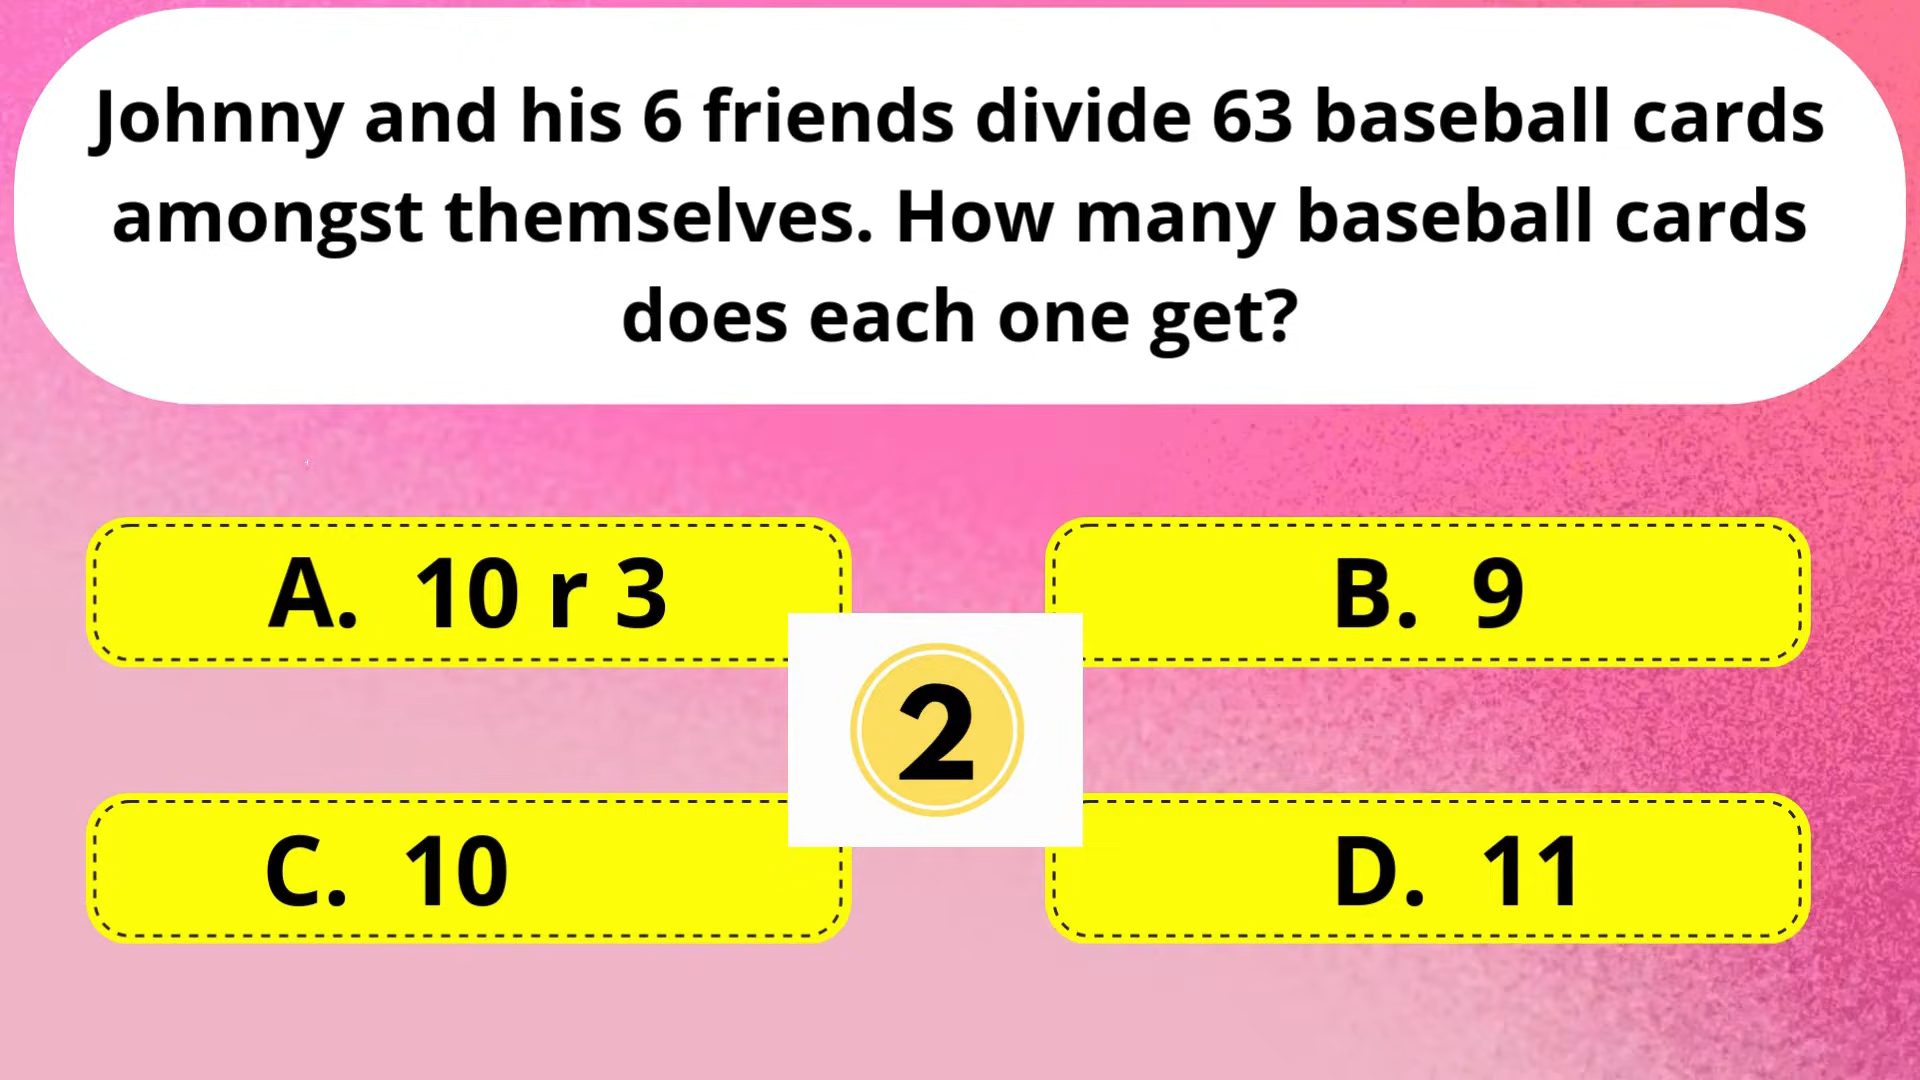 Johnny and his 6 friends divide 63 baseball cards
amongst themselves. How many baseball cards
does each one get?
A. 10 r 3
B. 9
2
C. 10
D. 11